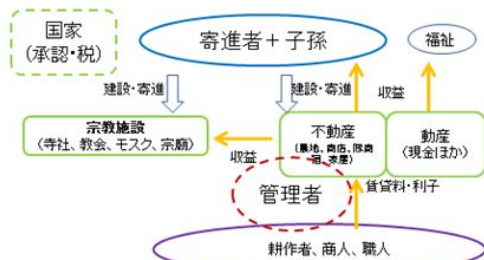 国家
(承認・税)
寄進者＋子孫
福祉
建設・寄進
建設・寄進
収益
宗教施設
(寺社、教会、モスク、宗廟)
収益
不動産
(農地、商店、隊商
宿、家屋)
動産
(現金ほか)
管理者
賃貸料・利子
耕作者、商人、職人